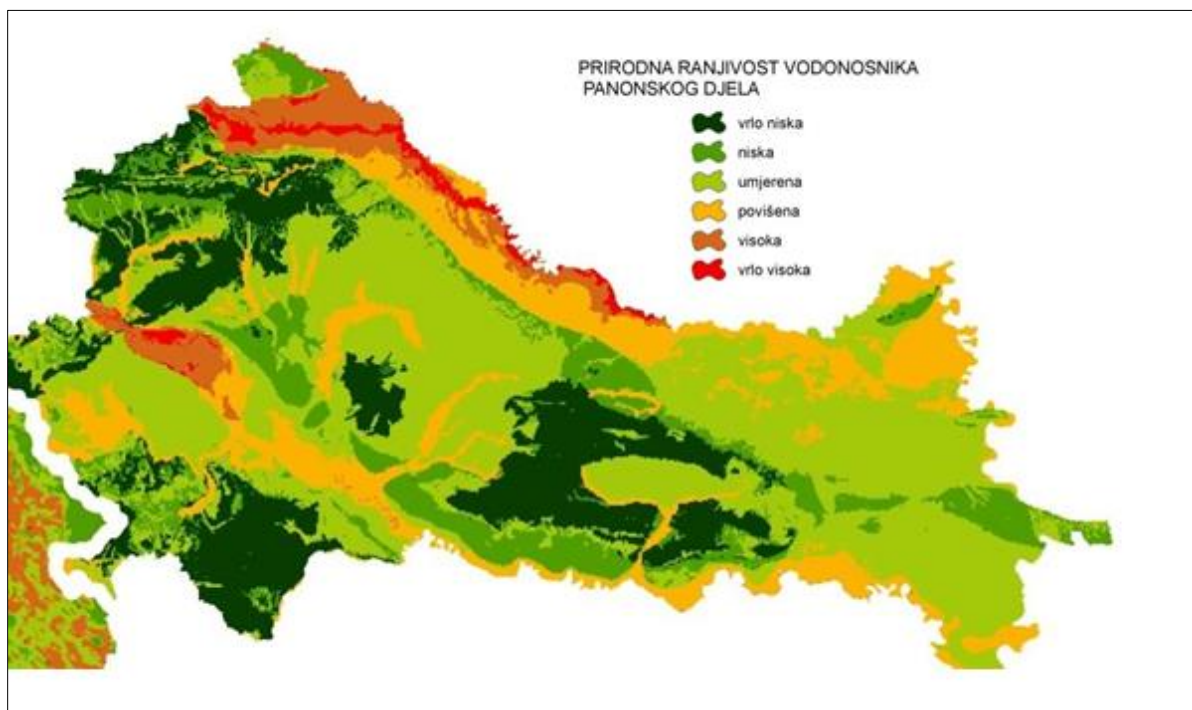 PRIRODNA RANJIVOST VODONOSNIKA
PANONSKOG DJELA
vrlo niska
niska
umjerena
povišena
visoka
vrlo visoka